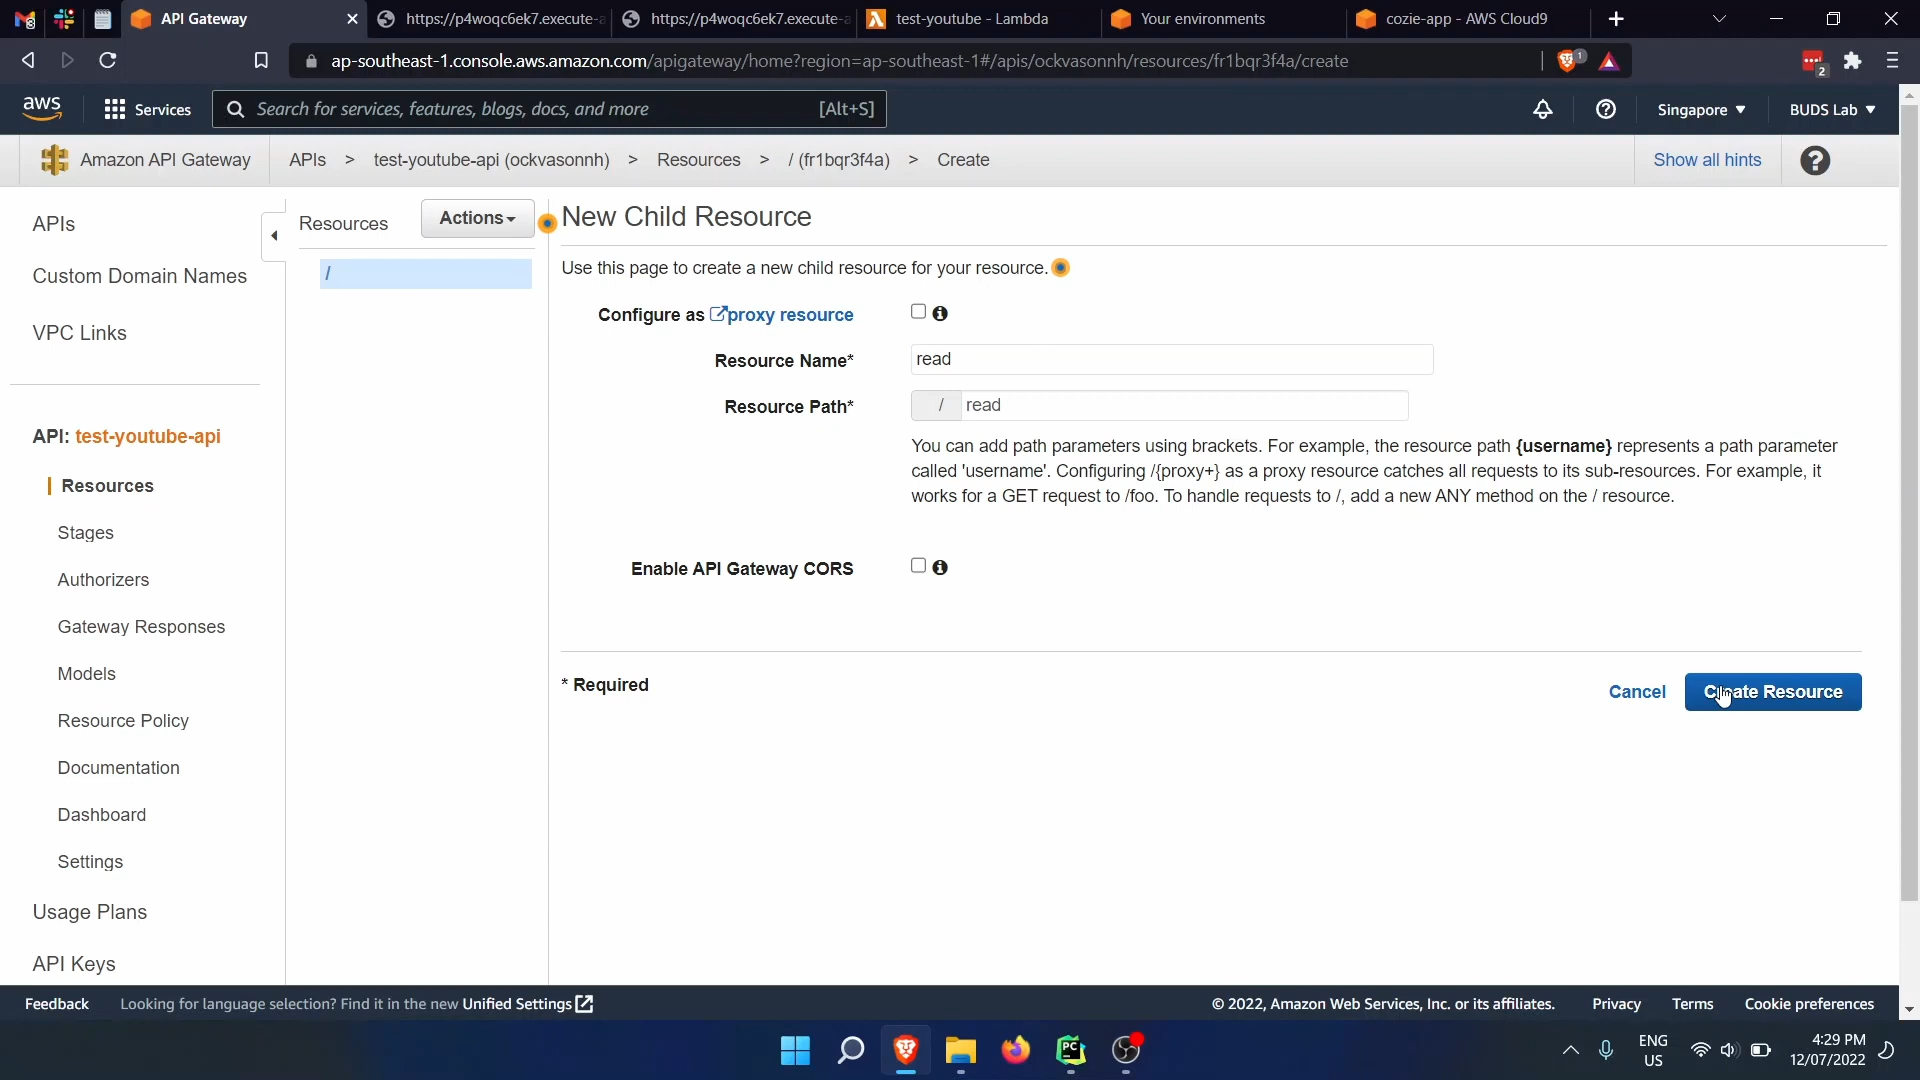 API Gateway
https://p4woqc6ek7.execute-a
https://p4woqc6ek7.execute-a
test-youtube - Lambda
Your environments
cozie-app - AWS Cloud9
ap-southeast-1.console.aws.amazon.com/apigateway/home?region=ap-southeast-1#/apis/ockvasonnh/resources/fr1bqr3f4a/create
1
2
aws
Services
Search for services, features, blogs, docs, and more
[Alt+S]
Singapore
BUDS Lab
Amazon API Gateway
APIs > test-youtube-api (ockvasonnh) > Resources > / (fr1bqr3f4a) > Create
Show all hints
APIs
Custom Domain Names
VPC Links
API: test-youtube-api
Resources
Stages
Authorizers
Gateway Responses
Models
Resource Policy
Documentation
Dashboard
Settings
Usage Plans
API Keys
Resources
Actions
/
New Child Resource
Use this page to create a new child resource for your resource.
Configure as proxy resource
Resource Name*
read
Resource Path*
/ read
You can add path parameters using brackets. For example, the resource path {username} represents a path parameter
called 'username'. Configuring /{proxy+} as a proxy resource catches all requests to its sub-resources. For example, it
works for a GET request to /foo. To handle requests to /, add a new ANY method on the / resource.
Enable API Gateway CORS
* Required
Cancel
Create Resource
Feedback
Looking for language selection? Find it in the new Unified Settings
© 2022, Amazon Web Services, Inc. or its affiliates.
Privacy
Terms
Cookie preferences
PC
ENG
US
4:29 PM
12/07/2022